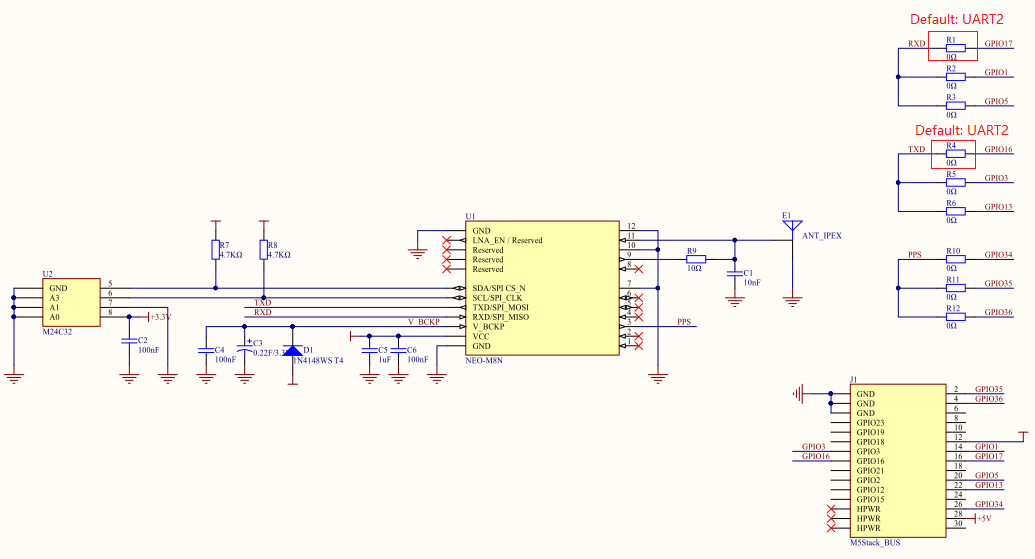 Default: UART2
RXD
R1
0Ω
GPIO17
R2
0Ω
GPIO1
R3
0Ω
GPIO5
Default: UART2
TXD
R4
0Ω
GPIO16
R5
0Ω
GPIO3
R6
0Ω
GPIO13
PPS
R10
0Ω
GPIO34
R11
0Ω
GPIO35
R12
0Ω
GPIO36
U2
GND
A3
A1
A0
5
6
7
8
M24C32
+3.3V
C2
100nF
R7
4.7KΩ
R8
4.7KΩ
TXD
RXD
V_BCKP
C4
100nF
C3
0.22F/3.3
D1
1N4148WS T4
C5
1uF
C6
100nF
U1
GND
LNA_EN / Reserved
Reserved
Reserved
Reserved
SDA/SPI CS_N
SCL/SPI_CLK
TXD/SPI_MOSI
RXD/SPI_MISO
V_BCKP
VCC
GND
NEO-M8N
12
11
10
9
8
7
6
5
4
3
2
1
PPS
R9
10Ω
C1
10nF
E1
ANT_IPEX
J1
GND
GND
GND
GPIO23
GPIO19
GPIO18
GPIO3
GPIO16
GPIO21
GPIO2
GPIO12
GPIO15
HPWR
HPWR
HPWR
M5Stack_BUS
GPIO3
GPIO16
2 GPIO35
4 GPIO36
6
8
10
12
14 GPIO1
16 GPIO17
18
20 GPIO5
22 GPIO13
24
26 GPIO34
28 +5V
30